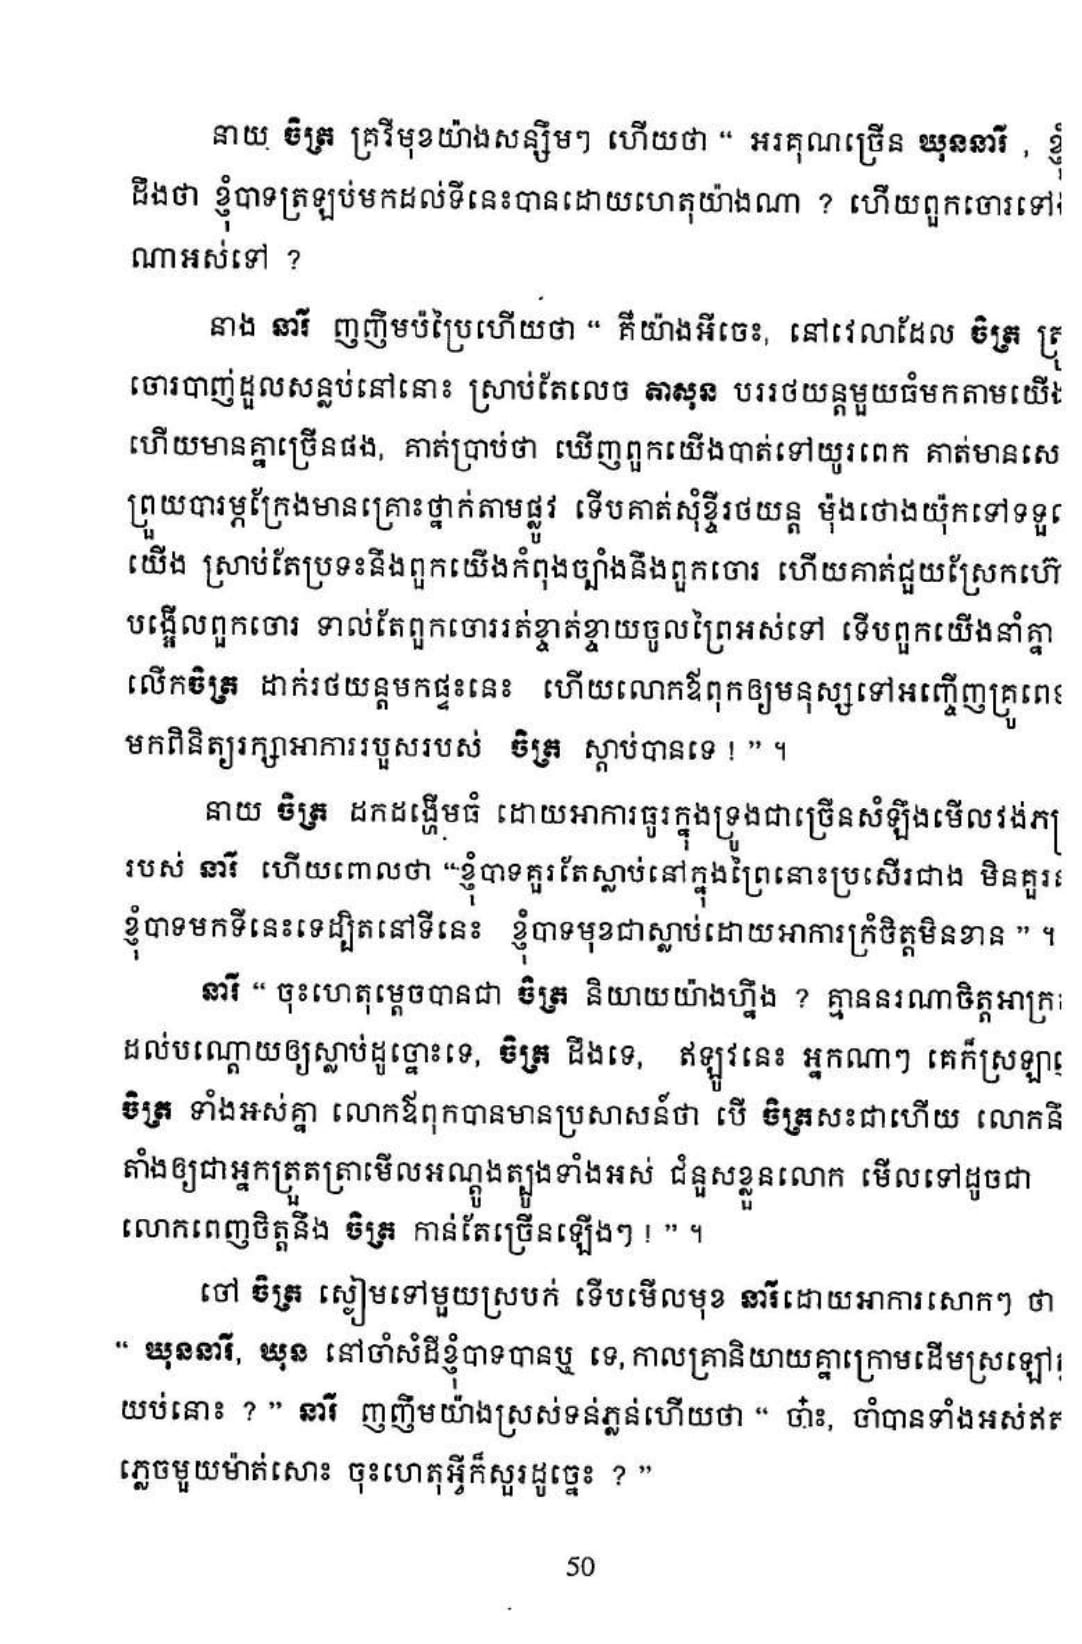 នាយ ចិត្រ គ្រវីមុខយ៉ាងសន្សឹមៗ ហើយថា “ អរគុណច្រើន ឃុននារី , ខ្ញុំ
ដឹងថា ខ្ញុំបាទត្រឡប់មកដល់ទីនេះបានដោយហេតុយ៉ាងណា ? ហើយពួកចោរទៅ
ណាអស់ទៅ ?
នាង នារី ញញឹមប៉ប្រៃហើយថា “ គឺយ៉ាងអីចេះ, នៅវេលាដែល ចិត្រ ត្រូ
ចោរបាញ់ដួលសន្លប់នៅនោះ ស្រាប់តែលេច តាសុន បររថយន្តមួយធំមកតាមយើង
ហើយមានគ្នាច្រើនផង, គាត់ប្រាប់ថា ឃើញពួកយើងបាត់ទៅយូរពេក គាត់មានសេ
ព្រួយបារម្ភក្រែងមានគ្រោះថ្នាក់តាមផ្លូវ ទើបគាត់សុំខ្ចីរថយន្ត ម៉ុងថោងយ៉ុកទៅទទួ
យើង ស្រាប់តែប្រទះនឹងពួកយើងកំពុងច្បាំងនឹងពួកចោរ ហើយគាត់ជួយស្រែកហ៊ោ
បង្អើលពួកចោរ ទាល់តែពួកចោររត់ខ្ចាត់ខ្ចាយចូលព្រៃអស់ទៅ ទើបពួកយើងនាំគ្នា
លើកចិត្រ ដាក់រថយន្តមកផ្ទះនេះ ហើយលោកឪពុកឲ្យមនុស្សទៅអញ្ចើញគ្រូពេទ
មកពិនិត្យរក្សាអាការរបួសរបស់ ចិត្រ ស្តាប់បានទេ ! ” ។
នាយ ចិត្រ ដកដង្ហើមធំ ដោយអាការធូរក្នុងទ្រូងជាច្រើនសំឡឹងមើលវង់ភក្ត្រ
របស់ នារី ហើយពោលថា “ខ្ញុំបាទគួរតែស្លាប់នៅក្នុងព្រៃនោះប្រសើរជាង មិនគួរន
ខ្ញុំបាទមកទីនេះទេដ្បិតនៅទីនេះ ខ្ញុំបាទមុខជាស្លាប់ដោយអាការក្រំចិត្តមិនខាន ” ។
នារី “ ចុះហេតុម្តេចបានជា ចិត្រ និយាយយ៉ាងហ្នឹង ? គ្មាននរណាចិត្តអាក្រ
ដល់បណ្តោយឲ្យស្លាប់ដូច្នោះទេ, ចិត្រ ដឹងទេ, ឥឡូវនេះ អ្នកណាៗ គេក៏ស្រឡាញ
ចិត្រ ទាំងអស់គ្នា លោកឪពុកបានមានប្រសាសន៍ថា បើ ចិត្រសះជាហើយ លោកនឹ
តាំងឲ្យជាអ្នកត្រួតត្រាមើលអណ្តូងត្បូងទាំងអស់ ជំនួសខ្លួនលោក មើលទៅដូចជា
លោកពេញចិត្តនឹង ចិត្រ កាន់តែច្រើនឡើងៗ ! ” ។
ចៅ ចិត្រ ស្ងៀមទៅមួយស្របក់ ទើបមើលមុខ នារីដោយអាការសោកៗ ថា
“ ឃុននារី, ឃុន នៅចាំសំដីខ្ញុំបាទបានឬ ទេ, កាលគ្រានិយាយគ្នាក្រោមដើមស្រឡៅ
យប់នោះ ? ” នារី ញញឹមយ៉ាងស្រស់ទន់ភ្លន់ហើយថា “ ចា៎ះ, ចាំបានទាំងអស់ឥត
ភ្លេចមួយម៉ាត់សោះ ចុះហេតុអ្វីក៏សួរដូច្នេះ ? ”
50